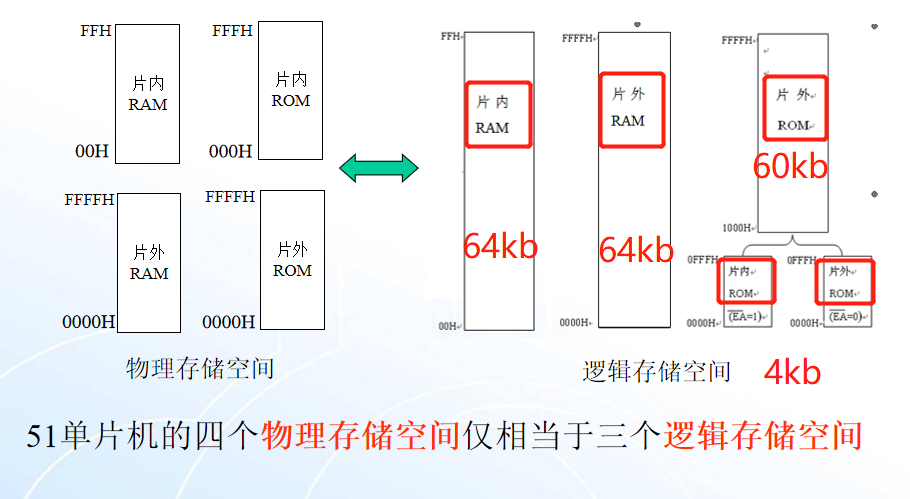 FFH
片内
RAM
00H
FFFH
片内
ROM
000H
FFFFH
片外
RAM
0000H
FFFFH
片外
ROM
0000H
物理存储空间
FFH
片 内
RAM
64kb
00H
FFFFH
片 外
RAM
64kb
0000H
FFFFH
片 外
ROM
60kb
1000H
0FFFH
片内
ROM
0000H
(E̅A̅=1)
0FFFH
片外
ROM
0000H
(E̅A̅=0)
逻辑存储空间
4kb
51单片机的四个物理存储空间仅相当于三个逻辑存储空间